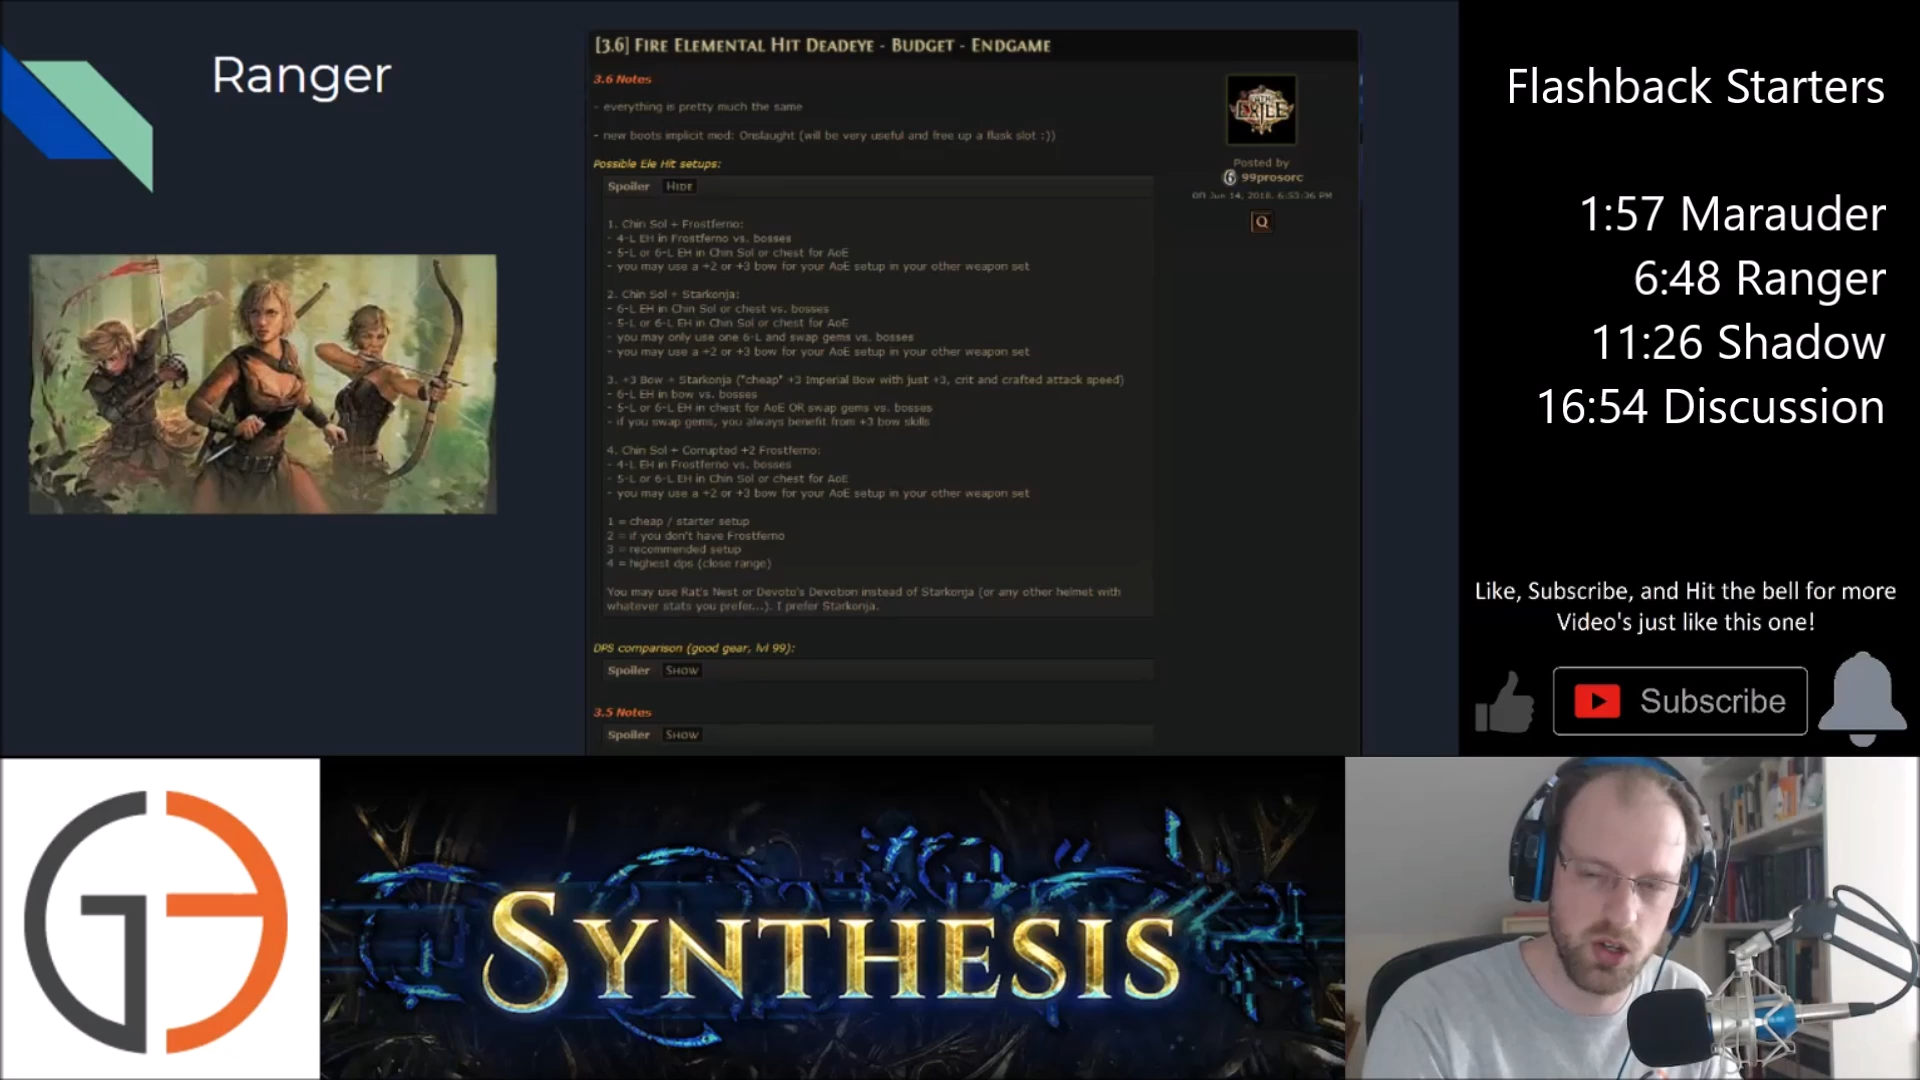 Ranger
[3.6] Fire Elemental Hit Deadeye - Budget - Endgame
3.6 Notes
- everything is pretty much the same
- new boots implicit mod: Onslaught (will be very useful and free up a flask slot :))
Possible Ele Hit setups:
Spoiler Hide
1. Chin Sol + Frostferno:
- 4-L EH in Frostferno vs. bosses
- 5-L or 6-L EH in Chin Sol or chest for AoE
- you may use a +2 or +3 bow for your AoE setup in your other weapon set
2. Chin Sol + Starkonja:
- 6-L EH in Chin Sol or chest vs. bosses
- 5-L or 6-L EH in Chin Sol or chest for AoE
- you may only use one 6-L and swap gems vs. bosses
- you may use a +2 or +3 bow for your AoE setup in your other weapon set
3. +3 Bow + Starkonja ("cheap" +3 Imperial Bow with just +3, crit and crafted attack speed)
- 6-L EH in bow vs. bosses
- 5-L or 6-L EH in chest for AoE OR swap gems vs. bosses
- if you swap gems, you always benefit from +3 bow skills
4. Chin Sol + Corrupted +2 Frostferno:
- 4-L EH in Frostferno vs. bosses
- 5-L or 6-L EH in Chin Sol or chest for AoE
- you may use a +2 or +3 bow for your AoE setup in your other weapon set
1 = cheap / starter setup
2 = if you don't have Frostferno
3 = recommended setup
4 = highest dps (close range)
You may use Rat's Nest or Devoto's Devotion instead of Starkonja (or any other helmet with
whatever stats you prefer...). I prefer Starkonja.
DPS comparison (good gear, lvl 99):
Spoiler Show
3.5 Notes
Spoiler Show
Path of
Exile
Posted by
6 99prosorc
on Jun 14, 2018, 6:53:36 PM
Q
Flashback Starters
1:57 Marauder
6:48 Ranger
11:26 Shadow
16:54 Discussion
Like, Subscribe, and Hit the bell for more
Video's just like this one!
Subscribe
G3
Synthesis